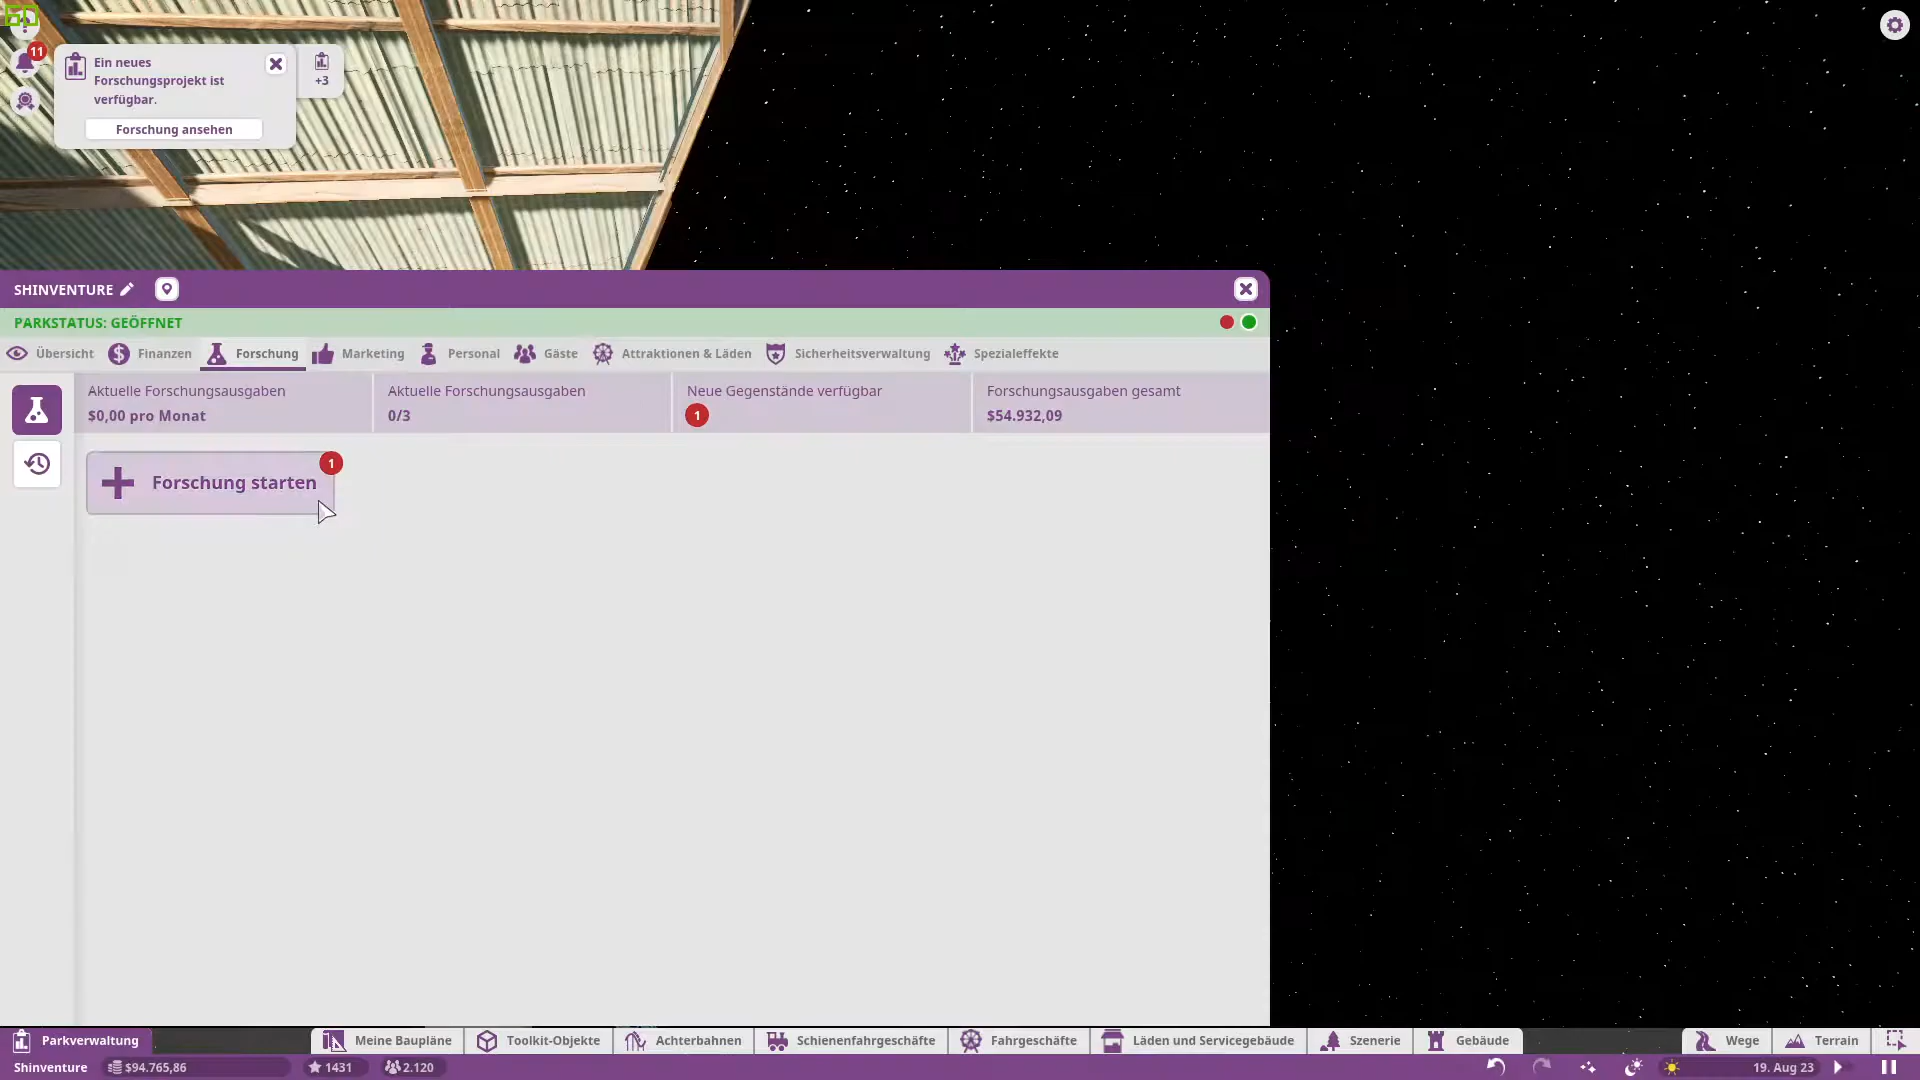 60
11
Ein neues
Forschungsprojekt ist
verfügbar.
+3
Forschung ansehen
SHINVENTURE
PARKSTATUS: GEÖFFNET
Übersicht
Finanzen
Forschung
Marketing
Personal
Gäste
Attraktionen & Läden
Sicherheitsverwaltung
Spezialeffekte
Aktuelle Forschungsausgaben
$0,00 pro Monat
Aktuelle Forschungsausgaben
0/3
Neue Gegenstände verfügbar
1
Forschungsausgaben gesamt
$54.932,09
Forschung starten
1
Parkverwaltung
Meine Baupläne
Toolkit-Objekte
Achterbahnen
Schienenfahrgeschäfte
Fahrgeschäfte
Läden und Servicegebäude
Szenerie
Gebäude
Wege
Terrain
Shinventure
$94.765,86
1431
2.120
19. Aug 23